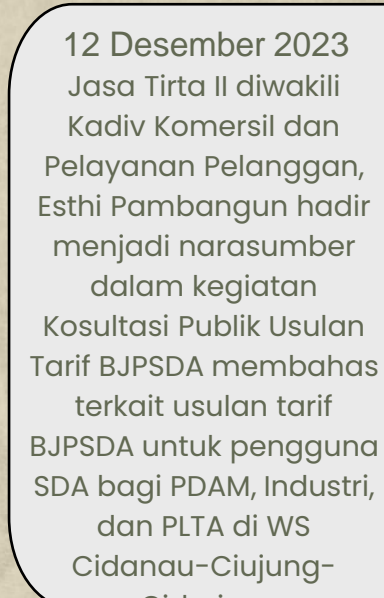 12 Desember 2023
Jasa Tirta II diwakili
Kadiv Komersil dan
Pelayanan Pelanggan,
Esthi Pambangun hadir
menjadi narasumber
dalam kegiatan
Kosultasi Publik Usulan
Tarif BJPSDA membahas
terkait usulan tarif
BJPSDA untuk pengguna
SDA bagi PDAM, Industri,
dan PLTA di WS
Cidanau-Ciujung-